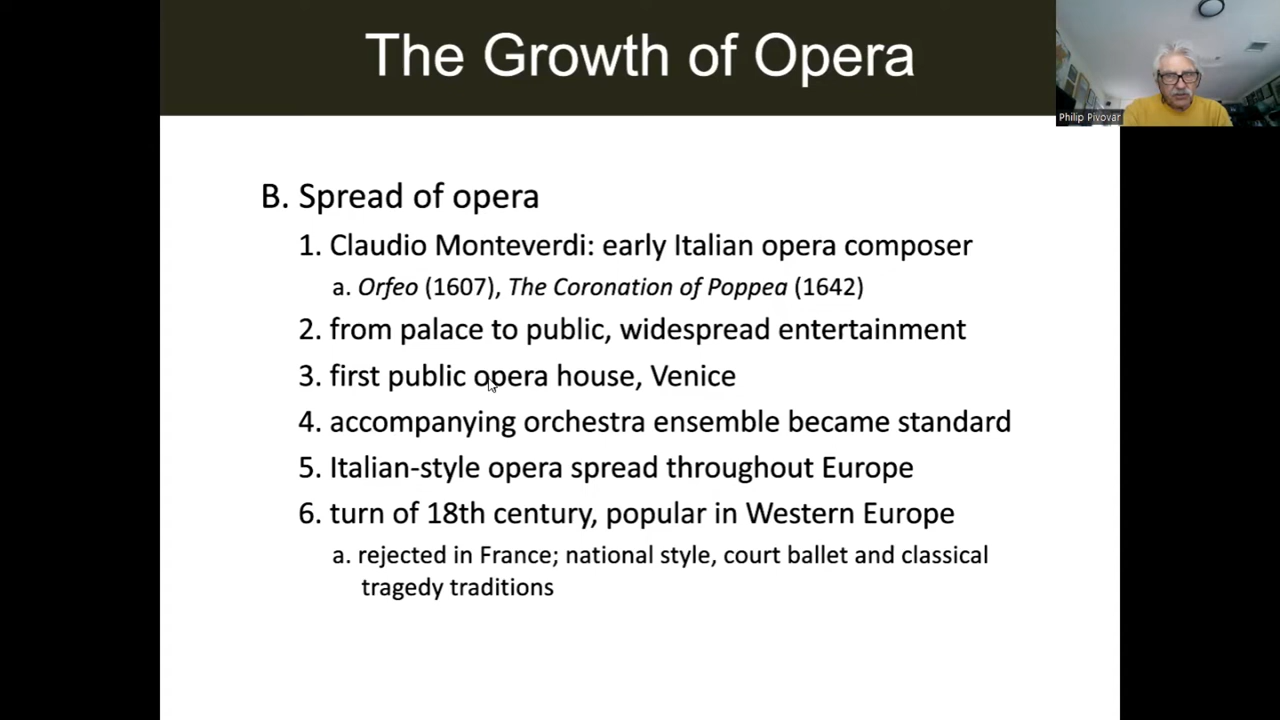 The Growth of Opera
Philip Pivovar
B. Spread of opera
1. Claudio Monteverdi: early Italian opera composer
a. Orfeo (1607), The Coronation of Poppea (1642)
2. from palace to public, widespread entertainment
3. first public opera house, Venice
4. accompanying orchestra ensemble became standard
5. Italian-style opera spread throughout Europe
6. turn of 18th century, popular in Western Europe
a. rejected in France; national style, court ballet and classical
tragedy traditions